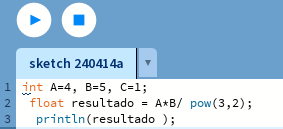 sketch 240414a
1 int A=4, B=5, C=1;
2 float resultado = A*B/ pow(3,2);
3 println(resultado );